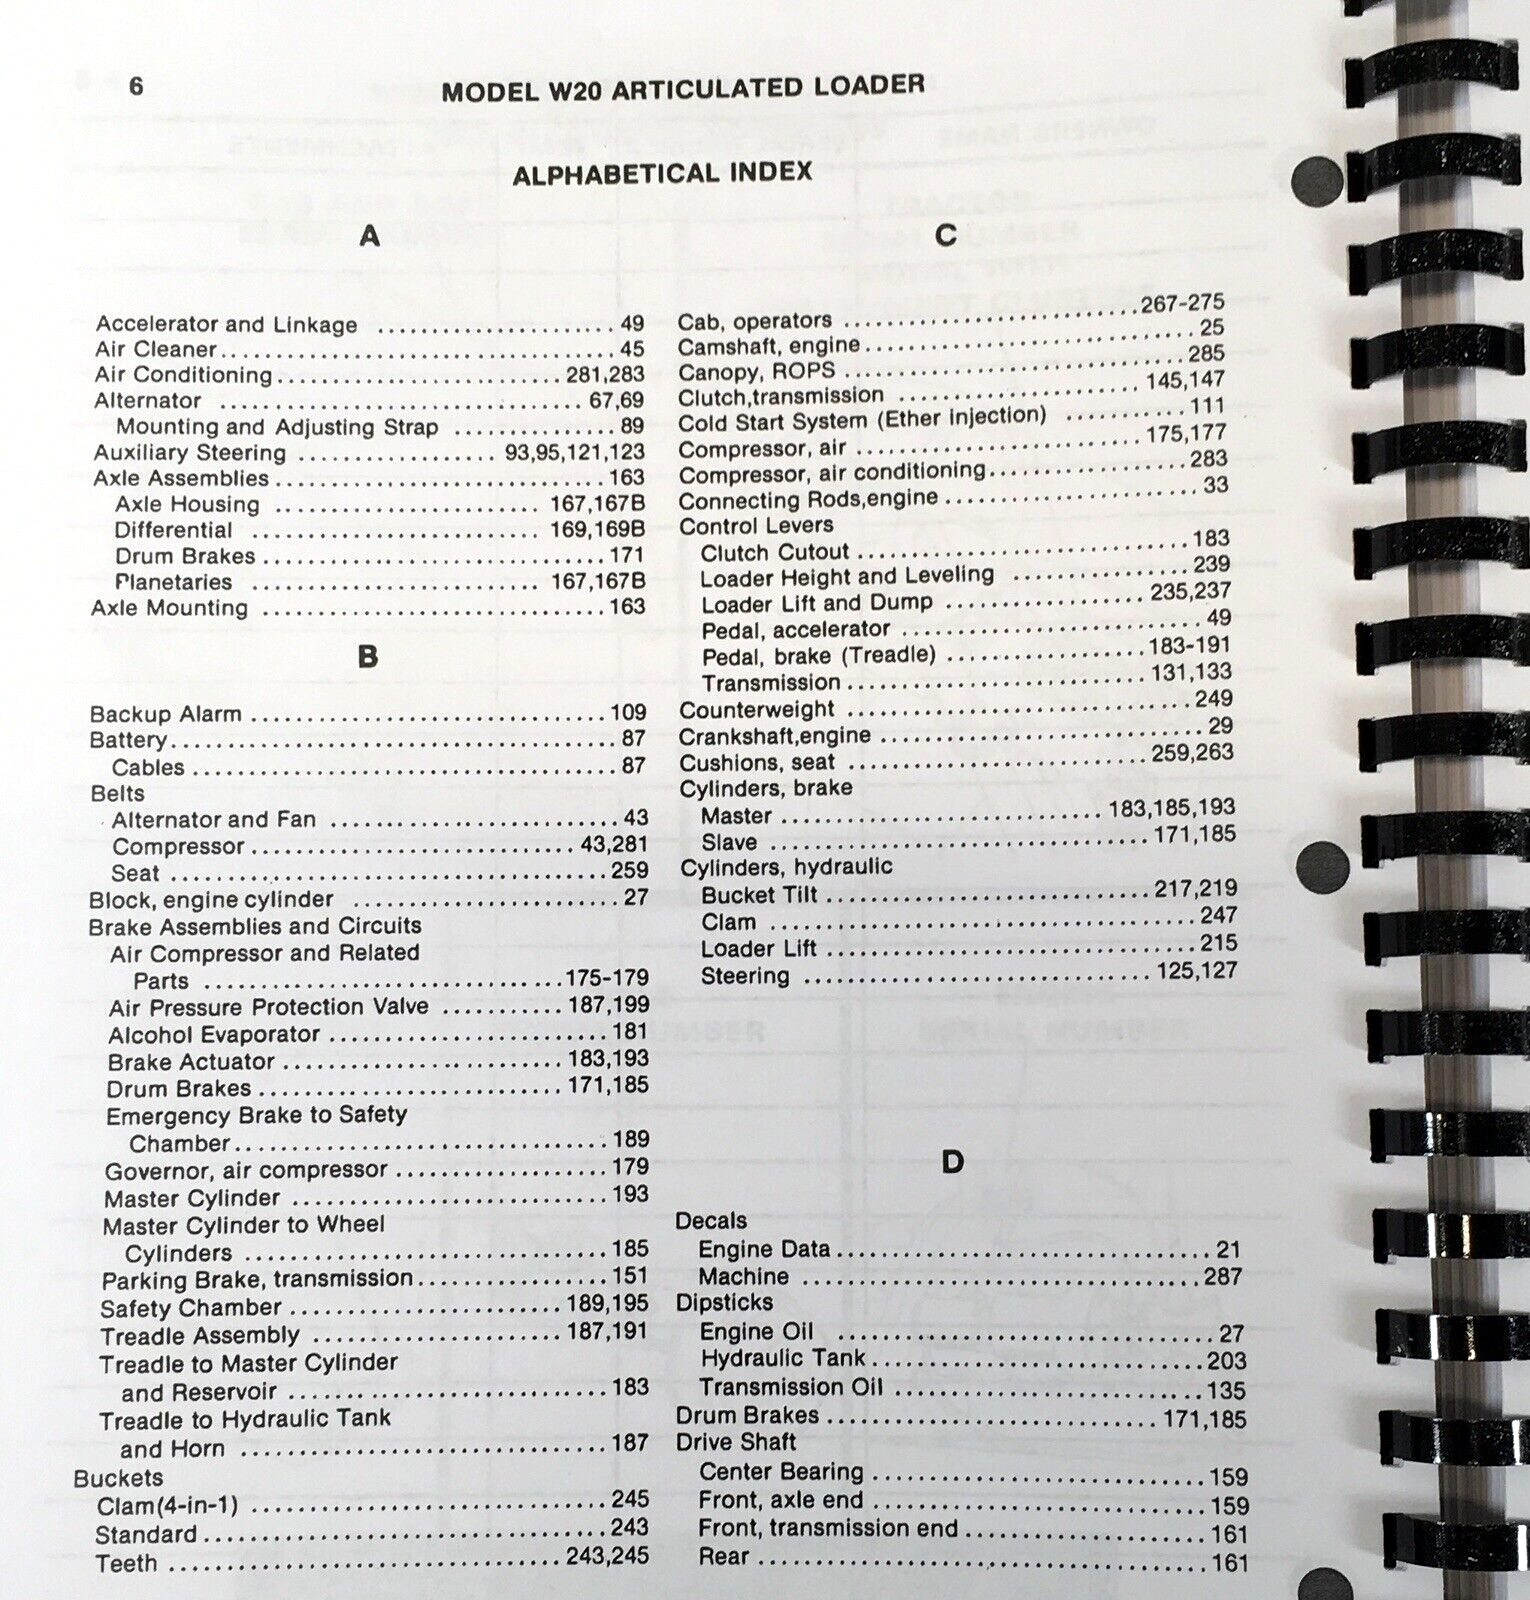 6
MODEL W20 ARTICULATED LOADER
ALPHABETICAL INDEX
A
Accelerator and Linkage ...................... 49
Air Cleaner.................................... 45
Air Conditioning.......................... 281,283
Alternator ................................. 67,69
Mounting and Adjusting Strap ............... 89
Auxiliary Steering .................. 93,95,121,123
Axle Assemblies.............................. 163
Axle Housing ........................ 167,167B
Differential ............................ 169,169B
Drum Brakes............................... 171
Planetaries ........................... 167,167B
Axle Mounting ............................... 163
B
Backup Alarm ................................ 109
Battery........................................ 87
Cables ...................................... 87
Belts
Alternator and Fan ........................... 43
Compressor.............................. 43,281
Seat ....................................... 259
Block, engine cylinder ........................ 27
Brake Assemblies and Circuits
Air Compressor and Related
Parts .................................175-179
Air Pressure Protection Valve ........... 187,199
Alcohol Evaporator......................... 181
Brake Actuator ......................... 183,193
Drum Brakes ........................... 171,185
Emergency Brake to Safety
Chamber.................................. 189
Governor, air compressor ................... 179
Master Cylinder ............................ 193
Master Cylinder to Wheel
Cylinders ................................. 185
Parking Brake, transmission................. 151
Safety Chamber ........................ 189,195
Treadle Assembly ...................... 187,191
Treadle to Master Cylinder
and Reservoir ............................. 183
Treadle to Hydraulic Tank
and Horn ................................. 187
Buckets
Clam(4-in-1) ................................ 245
Standard.................................... 243
Teeth ................................... 243,245
C
Cab, operators ...........................267-275
Camshaft, engine.............................. 25
Canopy, ROPS ............................... 285
Clutch,transmission ...................... 145,147
Cold Start System (Ether injection) ........... 111
Compressor, air .......................... 175,177
Compressor, air conditioning.................. 283
Connecting Rods,engine....................... 33
Control Levers
Clutch Cutout .............................. 183
Loader Height and Leveling ................ 239
Loader Lift and Dump .................. 235,237
Pedal, accelerator ........................... 49
Pedal, brake (Treadle) .................. 183-191
Transmission........................... 131,133
Counterweight ............................... 249
Crankshaft,engine ............................. 29
Cushions, seat ........................... 259,263
Cylinders, brake
Master ............................. 183,185,193
Slave .................................. 171,185
Cylinders, hydraulic
Bucket Tilt ............................. 217,219
Clam ...................................... 247
Loader Lift ................................. 215
Steering ............................... 125,127
D
Decals
Engine Data.................................. 21
Machine ................................... 287
Dipsticks
Engine Oil .................................. 27
Hydraulic Tank............................. 203
Transmission Oil ........................... 135
Drum Brakes............................. 171,185
Drive Shaft
Center Bearing ............................. 159
Front, axle end ............................. 159
Front, transmission end ..................... 161
Rear ....................................... 161